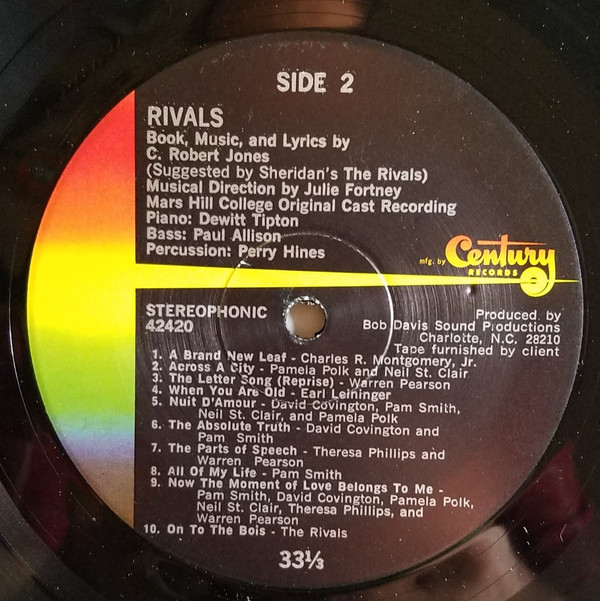 SIDE 2
RIVALS
Book, Music, and Lyrics by
C. Robert Jones
(Suggested by Sheridan's The Rivals)
Musical Direction by Julie Fortney
Mars Hill College Original Cast Recording
Piano: Dewitt Tipton
Bass: Paul Allison
Percussion: Perry Hines
mfg. by Century
RECORDS
STEREOPHONIC
42420
Produced by
Bob Davis Sound Productions
Charlotte, N.C. 28210
Tape furnished by client
1. A Brand New Leaf - Charles R. Montgomery, Jr.
2. Across A City - Pamela Polk and Neil St. Clair
3. The Letter Song (Reprise) - Warren Pearson
4. When You Are Old - Earl Leininger
5. Nuit D'Amour - David Covington, Pam Smith,
Neil St. Clair, and Pamela Polk
6. The Absolute Truth - David Covington and
Pam Smith
7. The Parts of Speech - Theresa Phillips and
Warren Pearson
8. All Of My Life - Pam Smith
9. Now The Moment of Love Belongs To Me -
Pam Smith, David Covington, Pamela Polk,
Neil St. Clair, Theresa Phillips, and
Warren Pearson
10. On To The Bois - The Rivals
33⅓